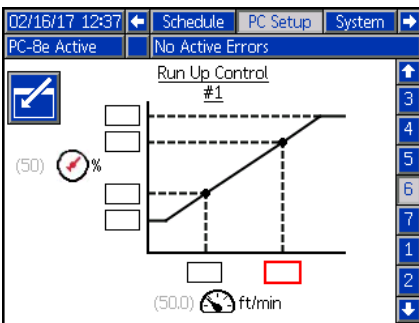 02/16/17 12:37 Schedule PC Setup System
PC-8e Active No Active Errors
Run Up Control
#1
3
4
5
(50) %
6
7
1
2
(50.0) ft/min